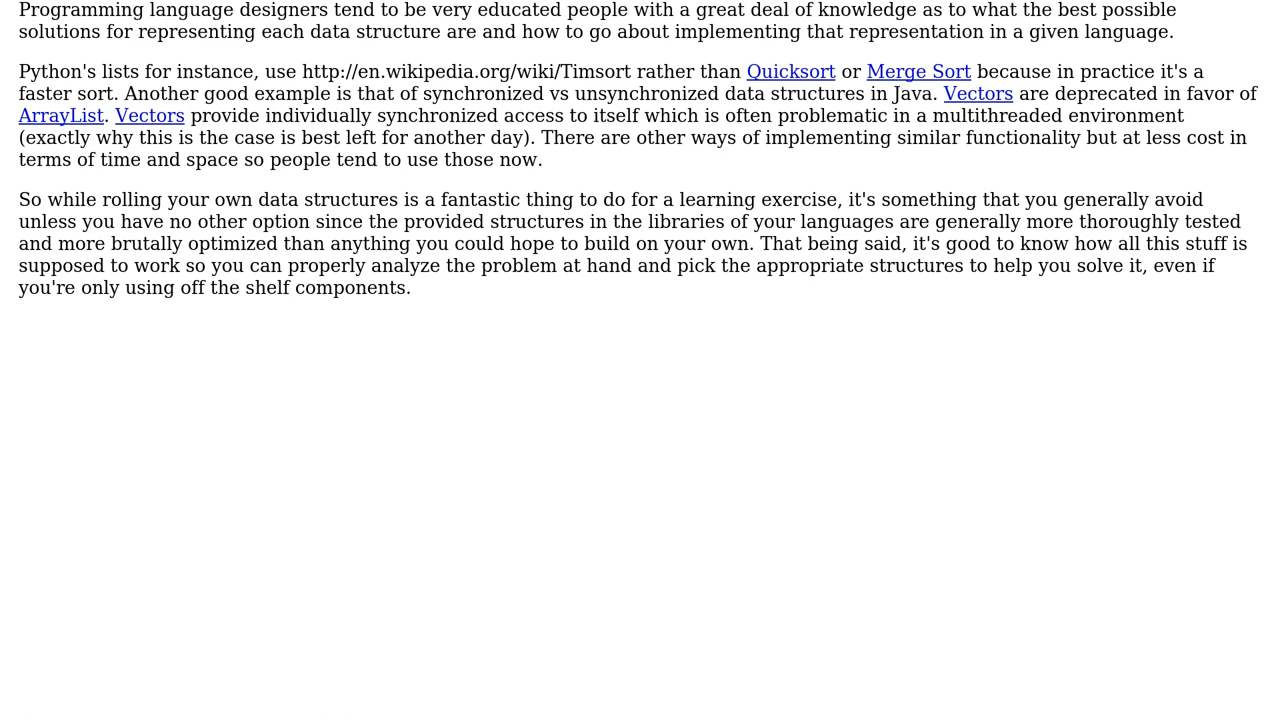 Programming language designers tend to be very educated people with a great deal of knowledge as to what the best possible
solutions for representing each data structure are and how to go about implementing that representation in a given language.
Python's lists for instance, use http://en.wikipedia.org/wiki/Timsort rather than Quicksort or Merge Sort because in practice it's a
faster sort. Another good example is that of synchronized vs unsynchronized data structures in Java. Vectors are deprecated in favor of
ArrayList. Vectors provide individually synchronized access to itself which is often problematic in a multithreaded environment
(exactly why this is the case is best left for another day). There are other ways of implementing similar functionality but at less cost in
terms of time and space so people tend to use those now.
So while rolling your own data structures is a fantastic thing to do for a learning exercise, it's something that you generally avoid
unless you have no other option since the provided structures in the libraries of your languages are generally more thoroughly tested
and more brutally optimized than anything you could hope to build on your own. That being said, it's good to know how all this stuff is
supposed to work so you can properly analyze the problem at hand and pick the appropriate structures to help you solve it, even if
you're only using off the shelf components.